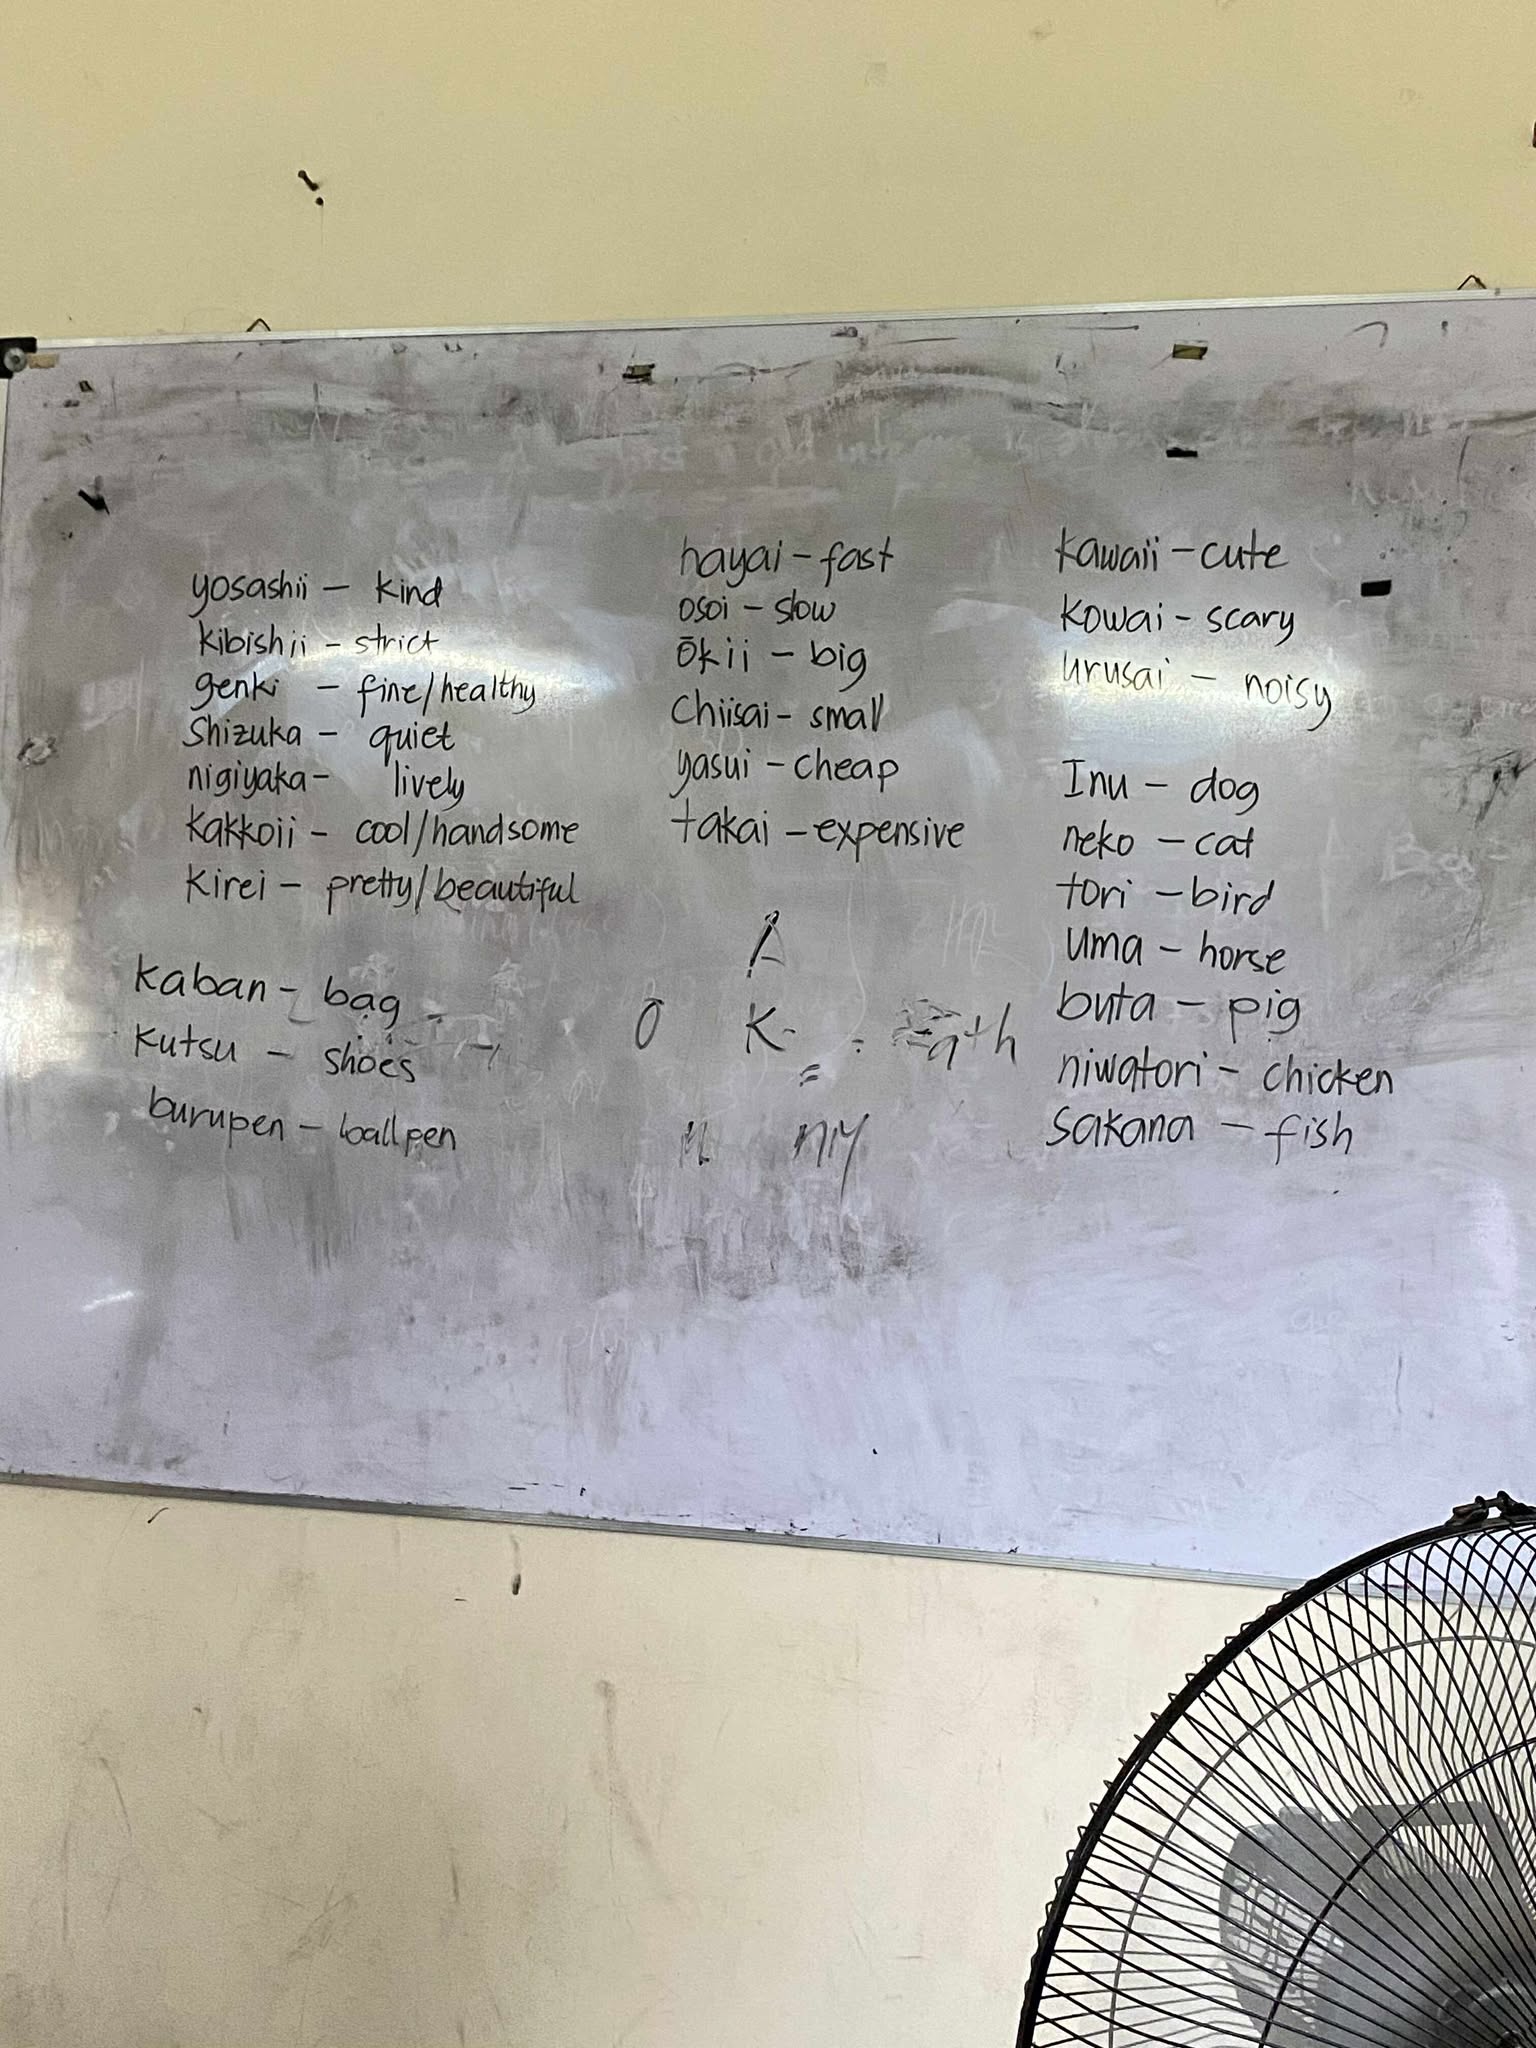 yosashii – kind
kibishii – strict
genki – fine/healthy
Shizuka – quiet
nigiyaka – lively
kakkoii – cool/handsome
kirei – pretty/beautiful
kaban – bag
kutsu – shoes
burupen – ballpen
hayai – fast
osoi – slow
ōkii – big
Chiisai – small
yasui – cheap
takai – expensive
kawaii – cute
kowai – scary
urusai – noisy
Inu – dog
neko – cat
tori – bird
uma – horse
buta – pig
niwatori – chicken
sakana – fish